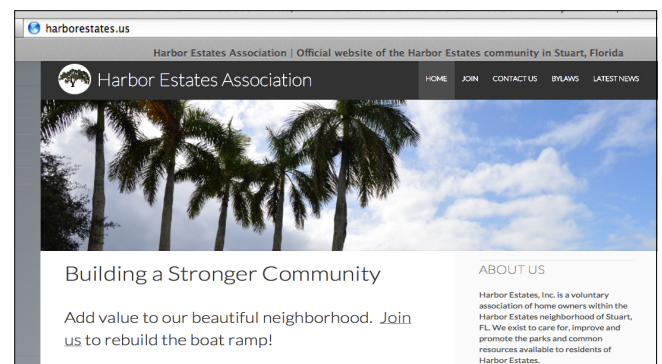 harborestates.us
Harbor Estates Association | Official website of the Harbor Estates community in Stuart, Florida
Harbor Estates Association
HOME JOIN CONTACT US BYLAWS LATEST NEWS
Building a Stronger Community
Add value to our beautiful neighborhood. Join
us to rebuild the boat ramp!
ABOUT US
Harbor Estates, Inc. is a voluntary
association of home owners within the
Harbor Estates neighborhood of Stuart,
FL. We exist to care for, improve and
promote the parks and common
resources available to residents of
Harbor Estates.